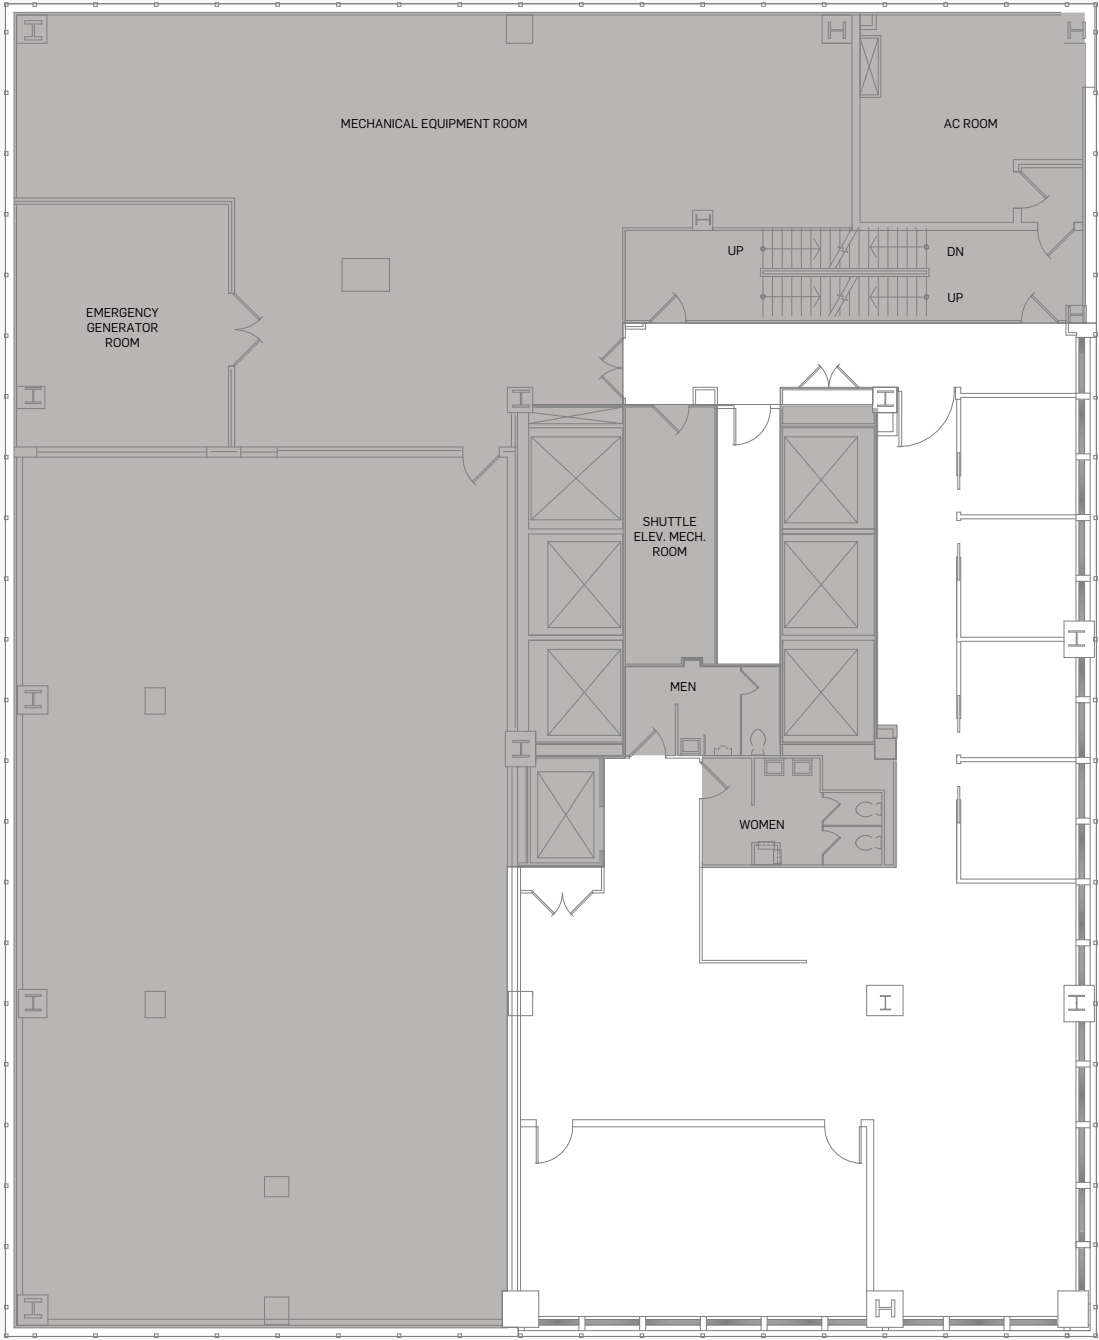 MECHANICAL EQUIPMENT ROOM
AC ROOM
UP
DN
UP
EMERGENCY
GENERATOR
ROOM
SHUTTLE
ELEV. MECH.
ROOM
MEN
WOMEN